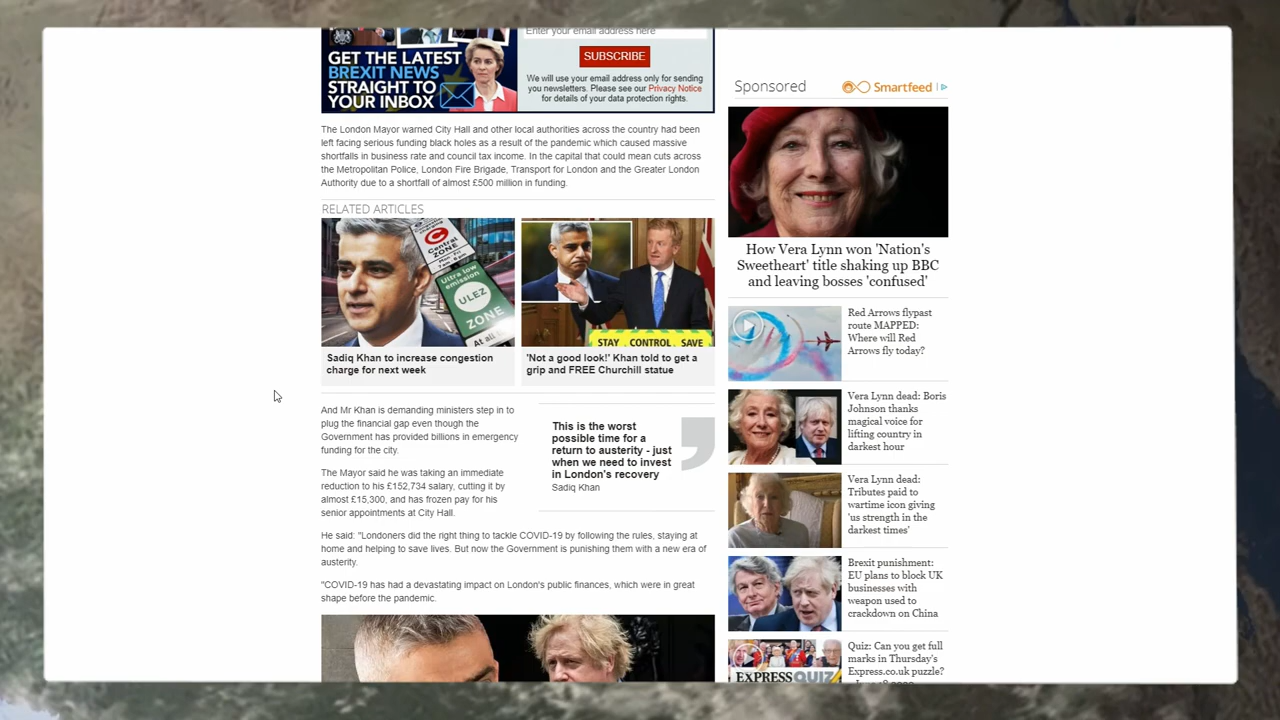 Enter your email address here
GET THE LATEST
BREXIT NEWS
STRAIGHT TO
YOUR INBOX
SUBSCRIBE
We will use your email address only for sending
you newsletters. Please see our Privacy Notice
for details of your data protection rights.
The London Mayor warned City Hall and other local authorities across the country had been
left facing serious funding black holes as a result of the pandemic which caused massive
shortfalls in business rate and council tax income. In the capital that could mean cuts across
the Metropolitan Police, London Fire Brigade, Transport for London and the Greater London
Authority due to a shortfall of almost £500 million in funding.
RELATED ARTICLES
Central
ZONE
Ultra low
emission
ULEZ
ZONE
At all
STAY CONTROL SAVE
Sadiq Khan to increase congestion
charge for next week
'Not a good look!' Khan told to get a
grip and FREE Churchill statue
And Mr Khan is demanding ministers step in to
plug the financial gap even though the
Government has provided billions in emergency
funding for the city.
The Mayor said he was taking an immediate
reduction to his £152,734 salary, cutting it by
almost £15,300, and has frozen pay for his
senior appointments at City Hall.
This is the worst
possible time for a
return to austerity - just
when we need to invest
in London's recovery
Sadiq Khan
He said: "Londoners did the right thing to tackle COVID-19 by following the rules, staying at
home and helping to save lives. But now the Government is punishing them with a new era of
austerity.
"COVID-19 has had a devastating impact on London's public finances, which were in great
shape before the pandemic.
Sponsored
Smartfeed
How Vera Lynn won 'Nation's
Sweetheart' title shaking up BBC
and leaving bosses 'confused'
Red Arrows flypast
route MAPPED:
Where will Red
Arrows fly today?
Vera Lynn dead: Boris
Johnson thanks
magical voice for
lifting country in
darkest hour
Vera Lynn dead:
Tributes paid to
wartime icon giving
'us strength in the
darkest times'
Brexit punishment:
EU plans to block UK
businesses with
weapon used to
crackdown on China
EXPRESS QUIZ
Quiz: Can you get full
marks in Thursday's
Express.co.uk puzzle?